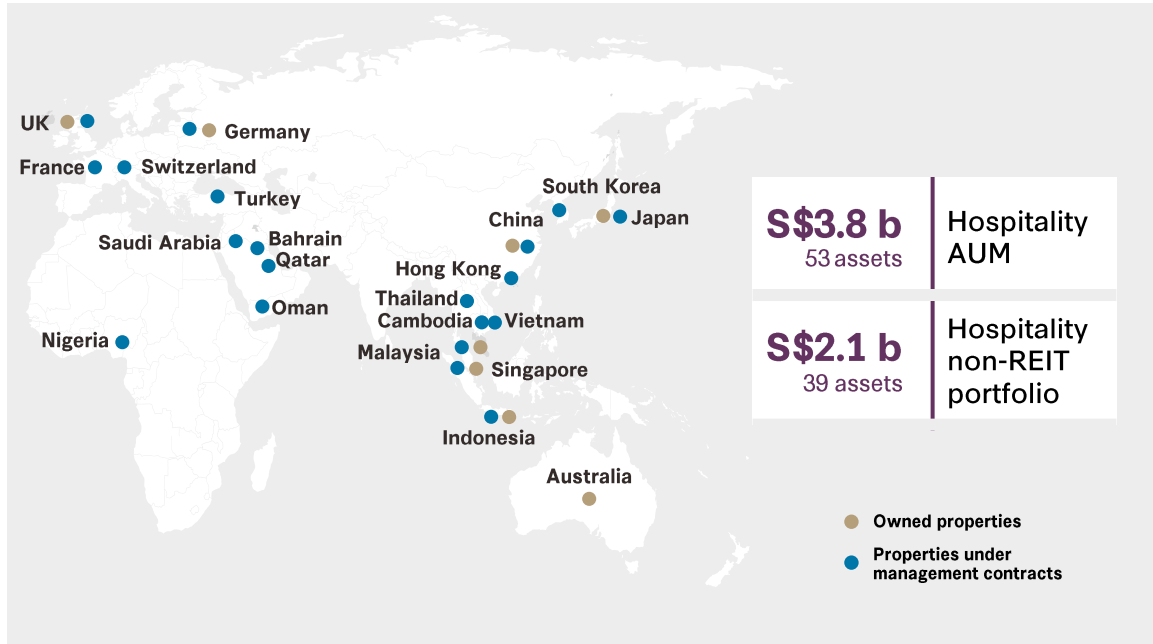 UK
Germany
France
Switzerland
Turkey
South Korea
China
Japan
Saudi Arabia
Bahrain
Qatar
Hong Kong
Thailand
Oman
Cambodia
Vietnam
Nigeria
Malaysia
Singapore
Indonesia
Australia
S$3.8 b
53 assets
Hospitality
AUM
S$2.1 b
39 assets
Hospitality
non-REIT
portfolio
Owned properties
Properties under
management contracts